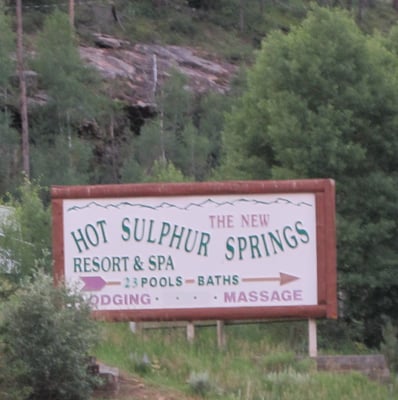 THE NEW
HOT SULPHUR SPRINGS
RESORT & SPA
23 POOLS - BATHS
LODGING · · · · MASSAGE